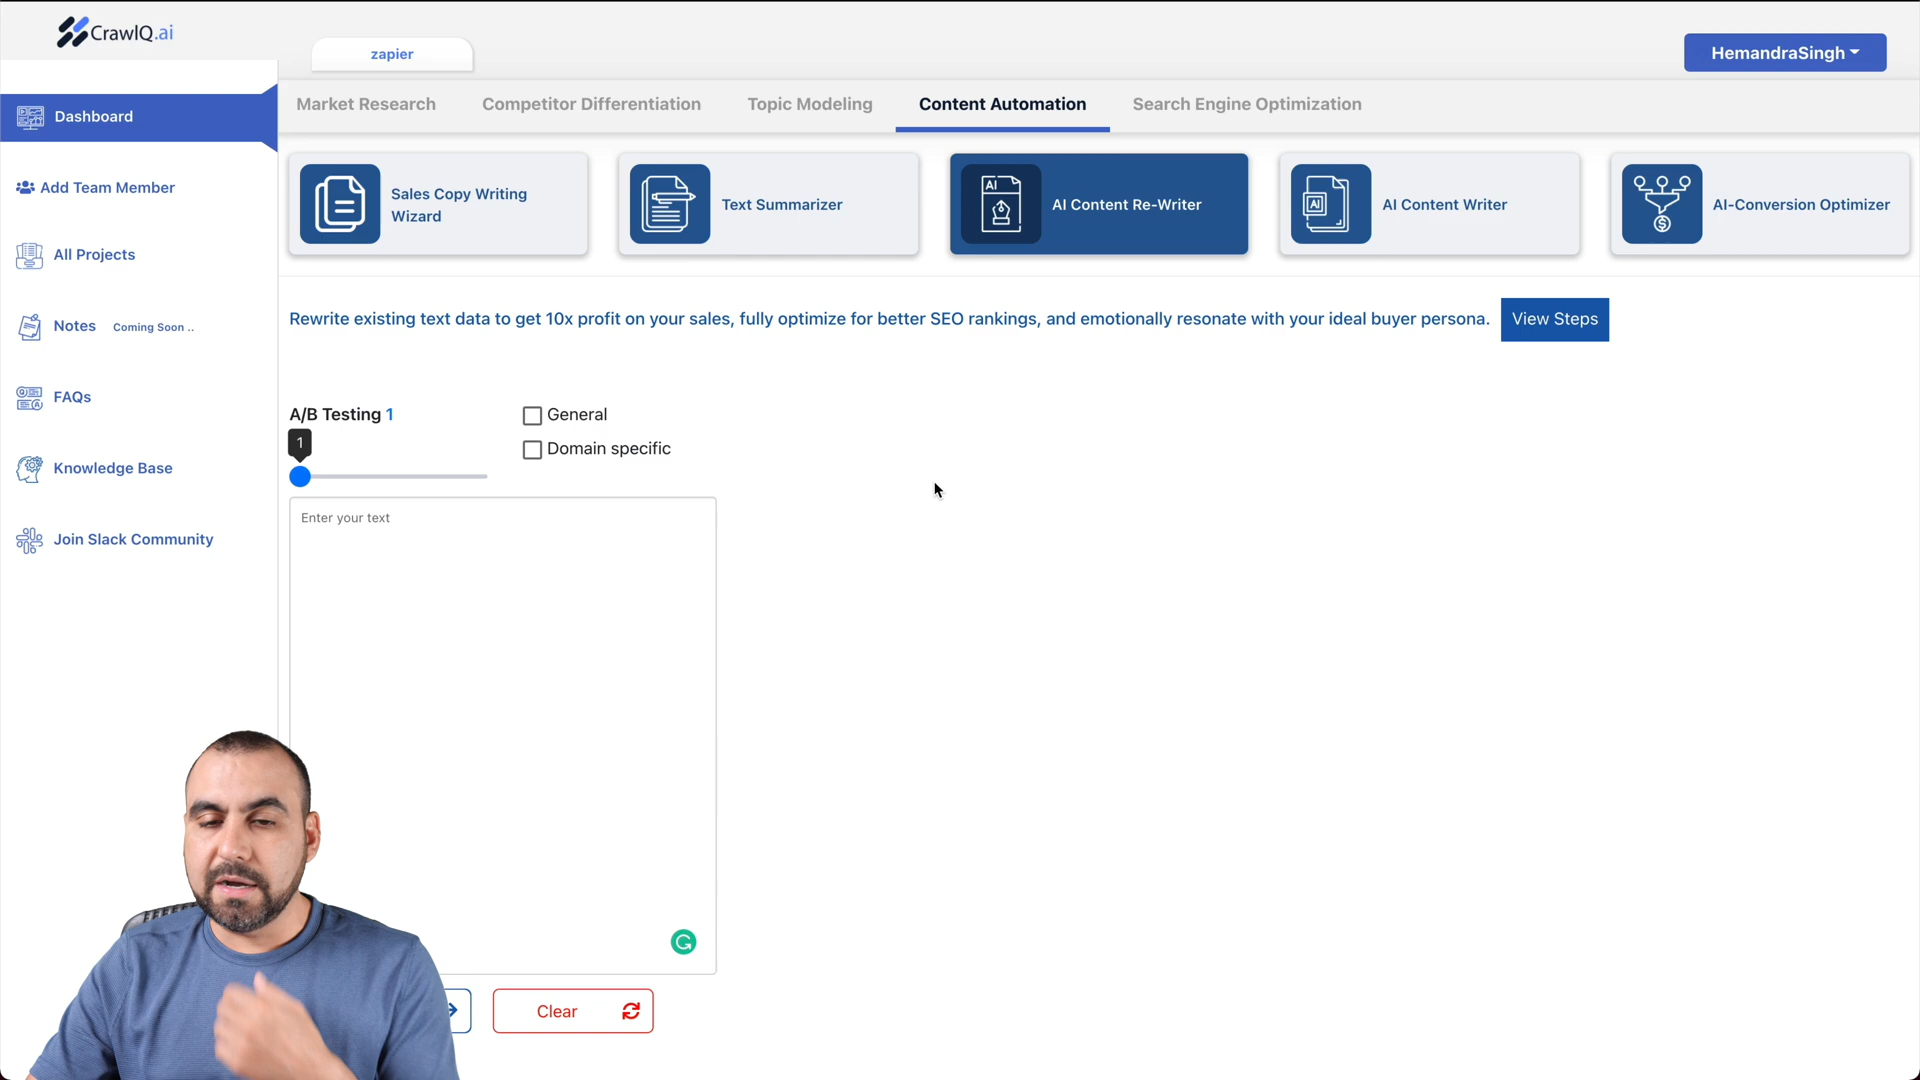 CrawlQ.ai
zapier
HemandraSingh
Dashboard
Add Team Member
All Projects
Notes Coming Soon ..
FAQs
Knowledge Base
Join Slack Community
Market Research
Competitor Differentiation
Topic Modeling
Content Automation
Search Engine Optimization
Sales Copy Writing
Wizard
Text Summarizer
AI
AI Content Re-Writer
AI
AI Content Writer
$
AI-Conversion Optimizer
Rewrite existing text data to get 10x profit on your sales, fully optimize for better SEO rankings, and emotionally resonate with your ideal buyer persona.
View Steps
A/B Testing 1
1
General
Domain specific
Enter your text
Clear